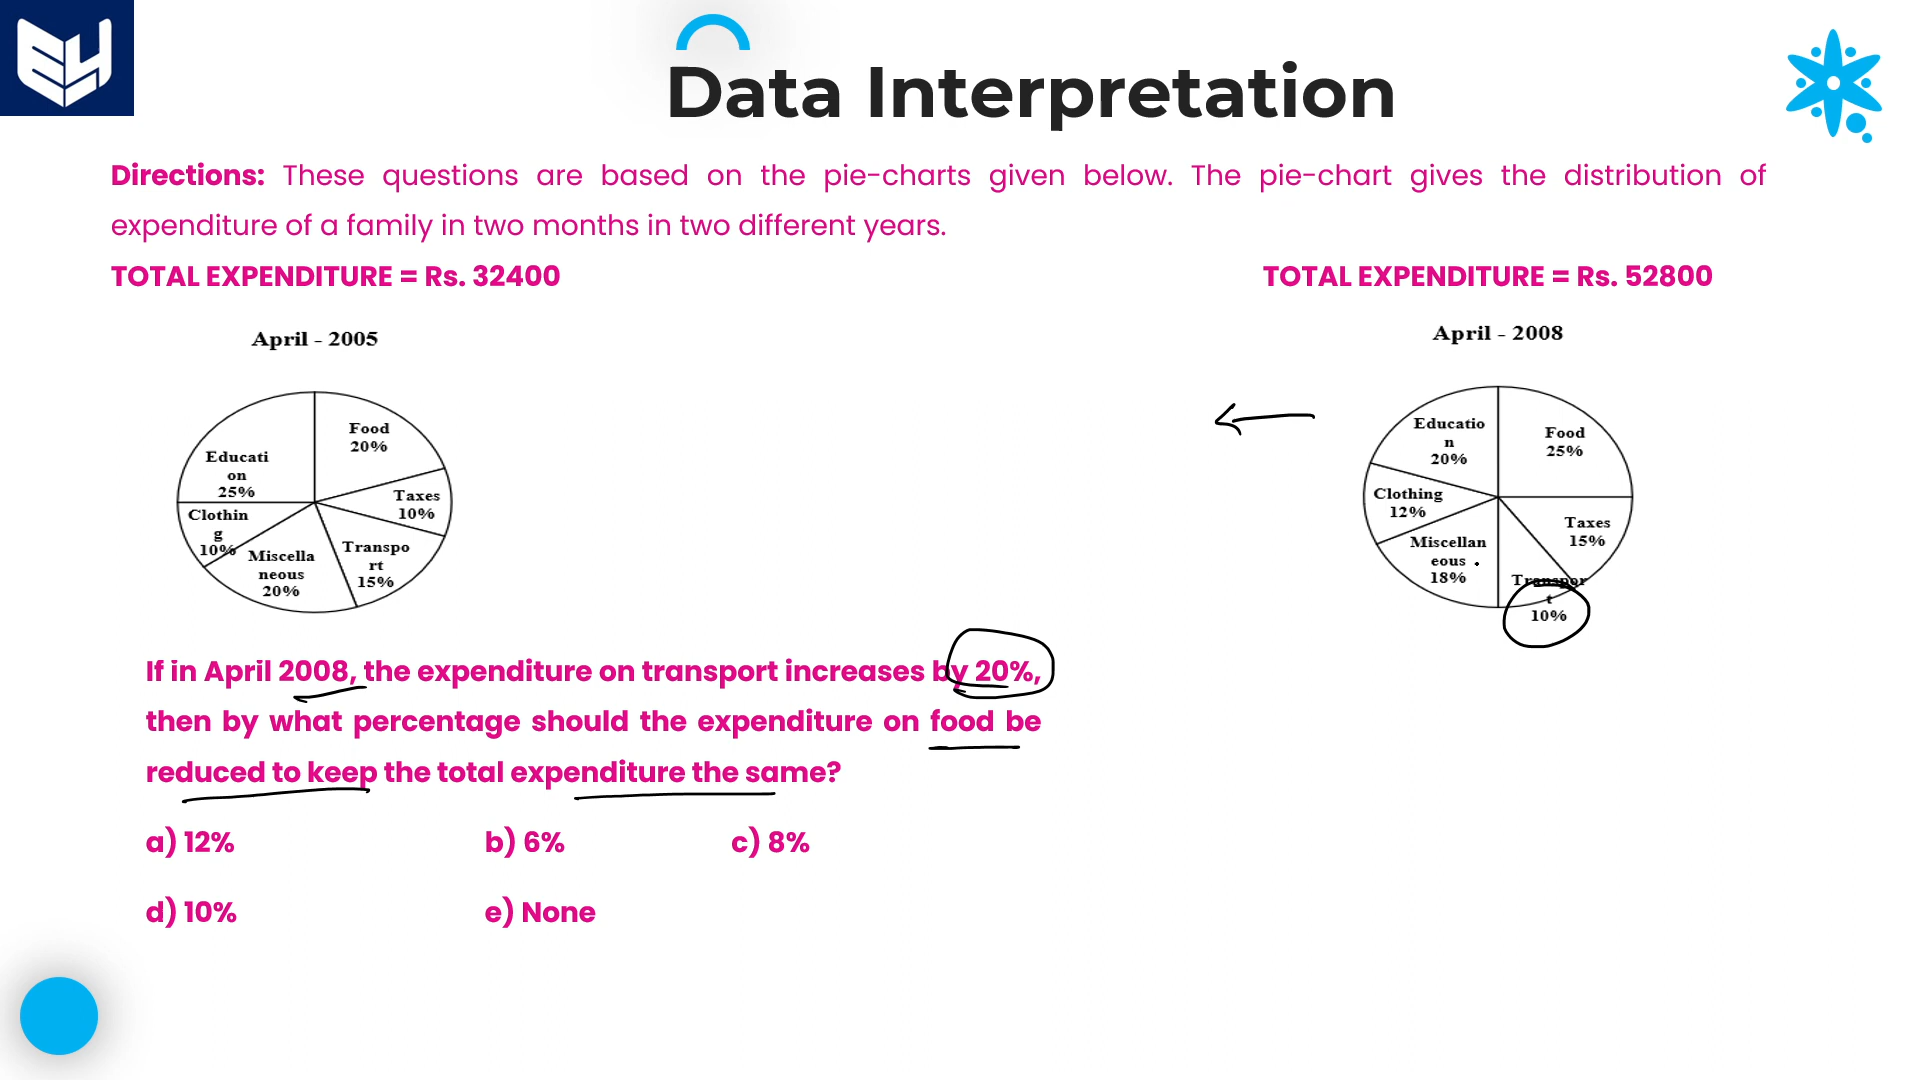 Data Interpretation
Directions: These questions are based on the pie-charts given below. The pie-chart gives the distribution of
expenditure of a family in two months in two different years.
TOTAL EXPENDITURE = Rs. 32400
TOTAL EXPENDITURE = Rs. 52800
April - 2005
Food
20%
Taxes
10%
Transpo
rt
15%
Miscella
neous
20%
Clothin
g
10%
Educati
on
25%
April - 2008
Food
25%
Taxes
15%
Transpor
t
10%
Miscellan
eous
18%
Clothing
12%
Educatio
n
20%
If in April 2008, the expenditure on transport increases by 20%,
then by what percentage should the expenditure on food be
reduced to keep the total expenditure the same?
a) 12%
b) 6%
c) 8%
d) 10%
e) None